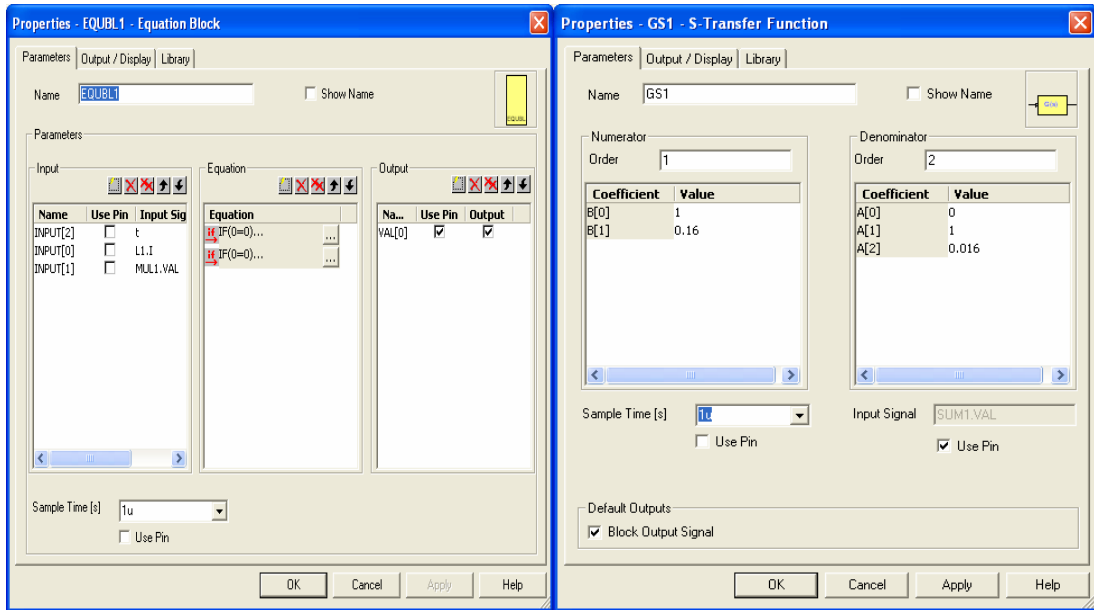 Properties - EQUBL1 - Equation Block
Parameters Output / Display Library
Name EQUBL1 Show Name
EQUBL
Parameters
Input Equation Output
Name Use Pin Input Sig Equation Na... Use Pin Output
INPUT[2] t if IF(0=0)... ... VAL[0]
INPUT[0] L1.I if IF(0=0)... ...
INPUT[1] MUL1.VAL
Sample Time [s] 1u
Use Pin
OK Cancel Apply Help
Properties - GS1 - S-Transfer Function
Parameters Output / Display Library
Name GS1 Show Name
G(s)
Numerator Denominator
Order 1 Order 2
Coefficient Value Coefficient Value
B[0] 1 A[0] 0
B[1] 0.16 A[1] 1
A[2] 0.016
Sample Time [s] 1u Input Signal SUM1.VAL
Use Pin Use Pin
Default Outputs
Block Output Signal
OK Cancel Apply Help